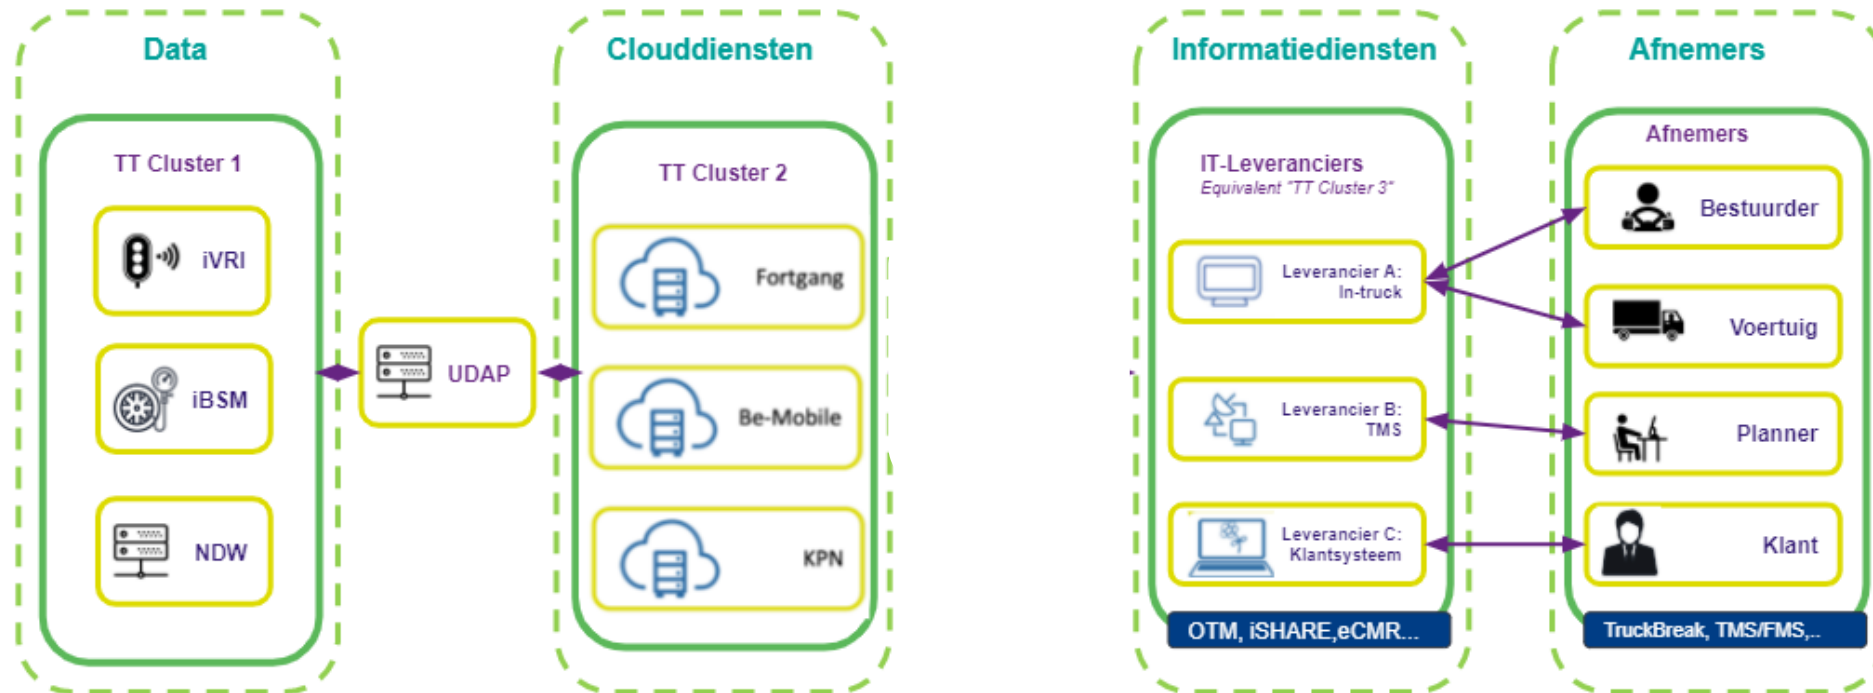 Data
TT Cluster 1
iVRI
iBSM
NDW
UDAP
Clouddiensten
TT Cluster 2
Fortgang
Be-Mobile
KPN
Informatiediensten
IT-Leveranciers
Equivalent "TT Cluster 3"
Leverancier A:
In-truck
Leverancier B:
TMS
Leverancier C:
Klantsysteem
OTM, iSHARE,eCMR...
Afnemers
Afnemers
Bestuurder
Voertuig
Planner
Klant
TruckBreak, TMS/FMS,..